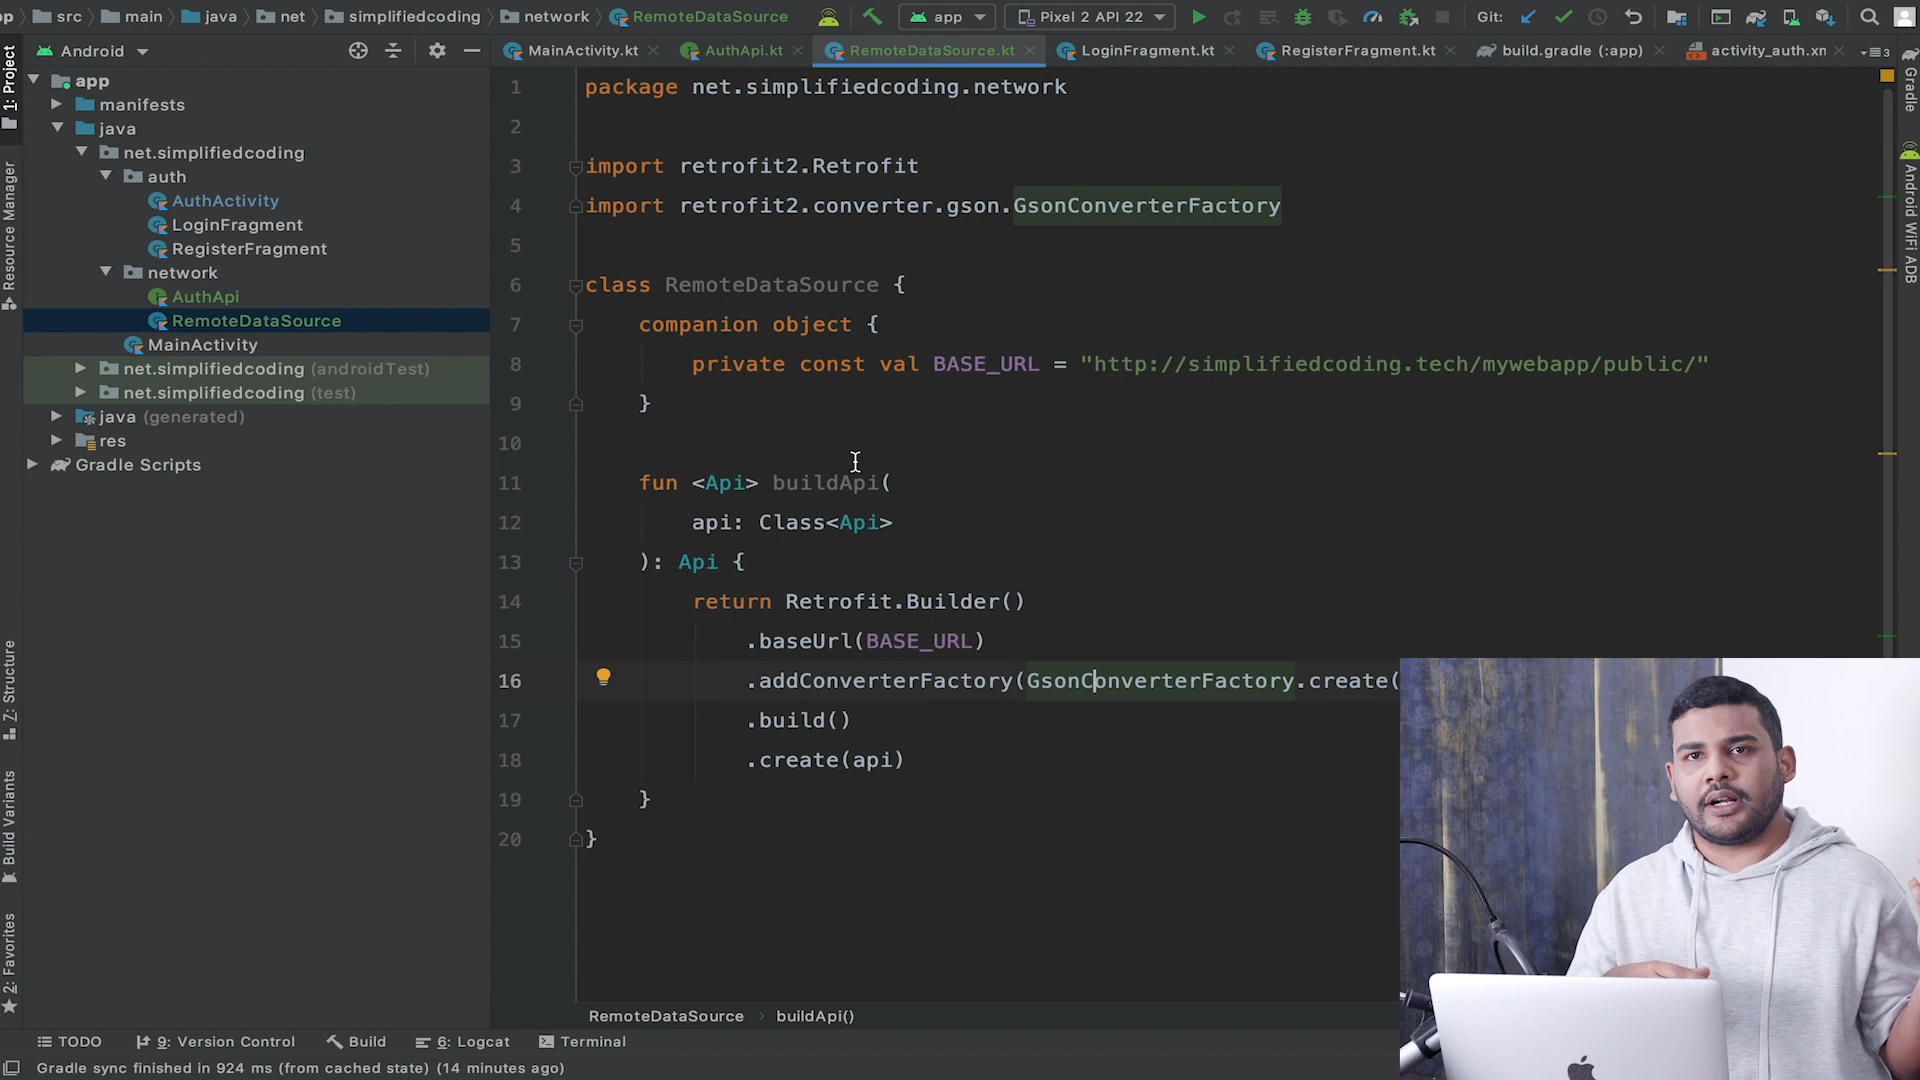 src main java net simplifiedcoding network RemoteDataSource app Pixel 2 API 22 Git:
Android
MainActivity.kt AuthApi.kt RemoteDataSource.kt LoginFragment.kt RegisterFragment.kt build.gradle (:app) activity_auth.xm 3
1: Project
Resource Manager
Z: Structure
Build Variants
2: Favorites
app
manifests
java
net.simplifiedcoding
auth
AuthActivity
LoginFragment
RegisterFragment
network
AuthApi
RemoteDataSource
MainActivity
net.simplifiedcoding (androidTest)
net.simplifiedcoding (test)
java (generated)
res
Gradle Scripts
1 package net.simplifiedcoding.network
2
3 import retrofit2.Retrofit
4 import retrofit2.converter.gson.GsonConverterFactory
5
6 class RemoteDataSource {
7 companion object {
8 private const val BASE_URL = "http://simplifiedcoding.tech/mywebapp/public/"
9 }
10
11 fun <Api> buildApi(
12 api: Class<Api>
13 ): Api {
14 return Retrofit.Builder()
15 .baseUrl(BASE_URL)
16 .addConverterFactory(GsonConverterFactory.create(
17 .build()
18 .create(api)
19 }
20 }
Gradle
Android WiFi ADB
RemoteDataSource › buildApi()
TODO 9: Version Control Build 6: Logcat Terminal
Gradle sync finished in 924 ms (from cached state) (14 minutes ago)